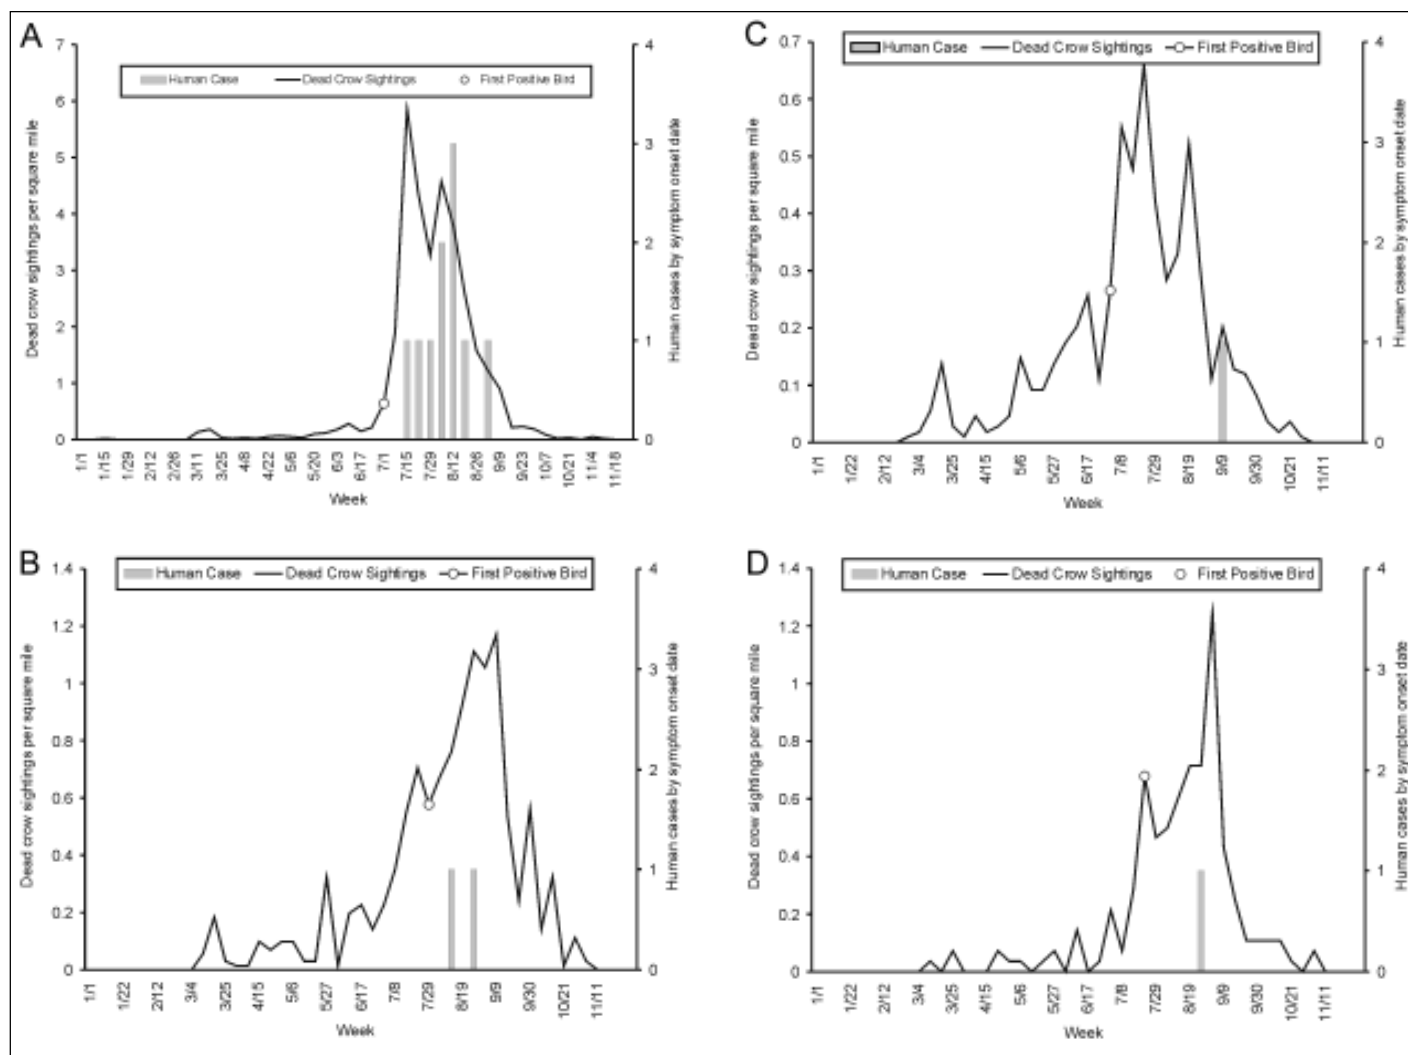 A
7
6
5
4
3
2
1
0
4
3
2
1
0
Dead crow sightings per square mile
Human cases by symptom onset date
Human Case Dead Crow Sightings First Positive Bird
1/1 1/15 1/29 2/12 2/26 3/11 3/25 4/8 4/22 5/6 5/20 6/3 6/17 7/1 7/15 7/29 8/12 8/26 9/9 9/23 10/7 10/21 11/4 11/18
Week
C
0.7
0.6
0.5
0.4
0.3
0.2
0.1
0
4
3
2
1
0
Dead crow sightings per square mile
Human cases by symptom onset date
Human Case Dead Crow Sightings First Positive Bird
1/1 1/22 2/12 3/4 3/25 4/15 5/6 5/27 6/17 7/8 7/29 8/19 9/9 9/30 10/21 11/11
Week
B
1.4
1.2
1
0.8
0.6
0.4
0.2
0
4
3
2
1
0
Dead crow sightings per square mile
Human cases by symptom onset date
Human Case Dead Crow Sightings First Positive Bird
1/1 1/22 2/12 3/4 3/25 4/15 5/6 5/27 6/17 7/8 7/29 8/19 9/9 9/30 10/21 11/11
Week
D
1.4
1.2
1
0.8
0.6
0.4
0.2
0
4
3
2
1
0
Dead crow sightings per square mile
Human cases by symptom onset date
Human Case Dead Crow Sightings First Positive Bird
1/1 1/22 2/12 3/4 3/25 4/15 5/6 5/27 6/17 7/8 7/29 8/19 9/9 9/30 10/21 11/11
Week